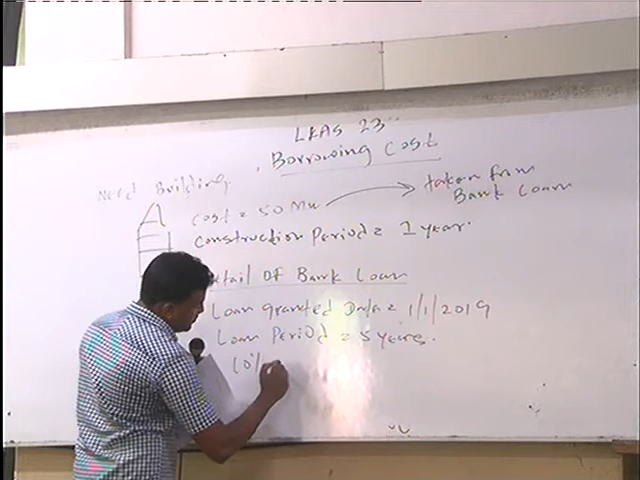 LKAS 23
Borrowing Cost
Need Building
Cost = 50 Mn
taken from
Bank Loan
Construction Period = 1 year.
etail Of Bank Loan
Loan granted Date = 1/1/2019
Loan Period = 5 years.
10%